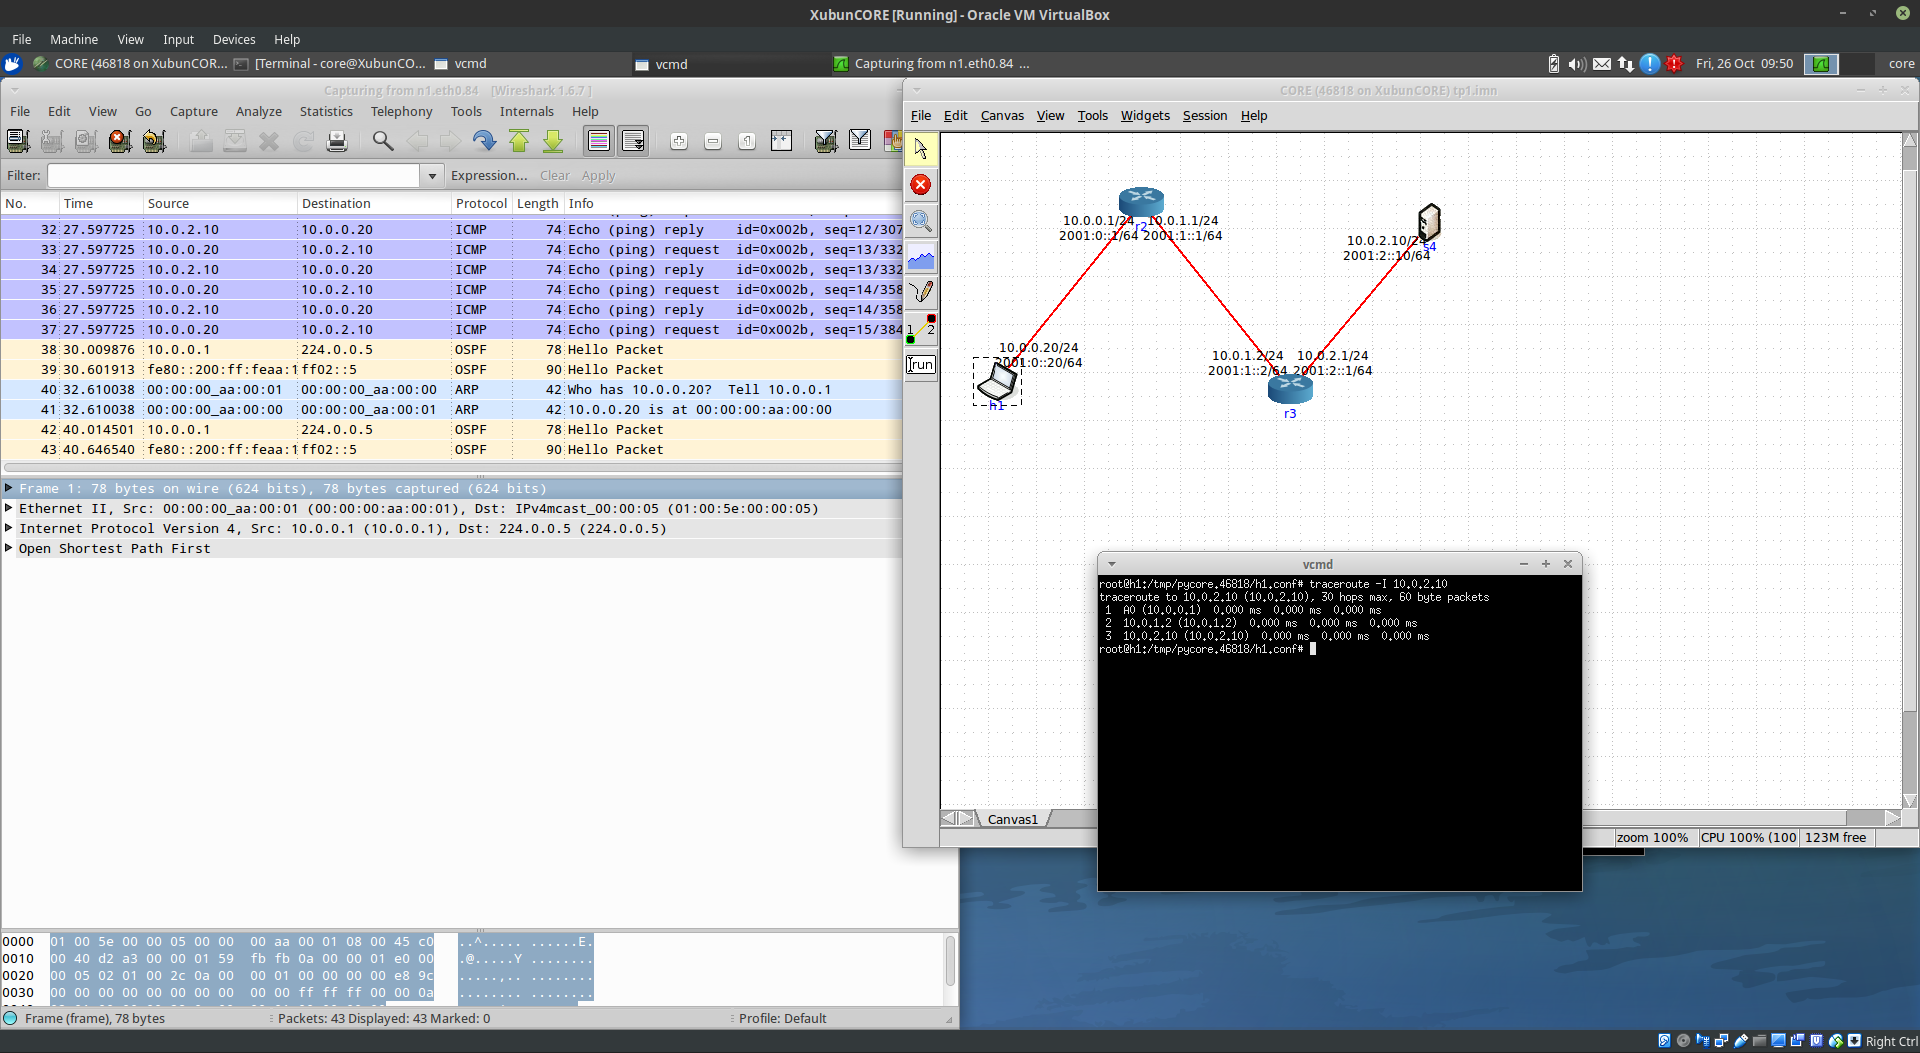 XubunCORE [Running] - Oracle VM VirtualBox
File Machine View Input Devices Help
CORE (46818 on XubunCOR... [Terminal - core@XubunCO... vcmd vcmd Capturing from n1.eth0.84 ... Fri, 26 Oct 09:50 core
Capturing from n1.eth0.84 [Wireshark 1.6.7 ]
File Edit View Go Capture Analyze Statistics Telephony Tools Internals Help
Filter: Expression... Clear Apply
No. Time Source Destination Protocol Length Info
32 27.597725 10.0.2.10 10.0.0.20 ICMP 74 Echo (ping) reply id=0x002b, seq=12/307
33 27.597725 10.0.0.20 10.0.2.10 ICMP 74 Echo (ping) request id=0x002b, seq=13/332
34 27.597725 10.0.2.10 10.0.0.20 ICMP 74 Echo (ping) reply id=0x002b, seq=13/332
35 27.597725 10.0.0.20 10.0.2.10 ICMP 74 Echo (ping) request id=0x002b, seq=14/358
36 27.597725 10.0.2.10 10.0.0.20 ICMP 74 Echo (ping) reply id=0x002b, seq=14/358
37 27.597725 10.0.0.20 10.0.2.10 ICMP 74 Echo (ping) request id=0x002b, seq=15/384
38 30.009876 10.0.0.1 224.0.0.5 OSPF 78 Hello Packet
39 30.601913 fe80::200:ff:feaa:1 ff02::5 OSPF 90 Hello Packet
40 32.610038 00:00:00_aa:00:01 00:00:00_aa:00:00 ARP 42 Who has 10.0.0.20? Tell 10.0.0.1
41 32.610038 00:00:00_aa:00:00 00:00:00_aa:00:01 ARP 42 10.0.0.20 is at 00:00:00:aa:00:00
42 40.014501 10.0.0.1 224.0.0.5 OSPF 78 Hello Packet
43 40.646540 fe80::200:ff:feaa:1 ff02::5 OSPF 90 Hello Packet
Frame 1: 78 bytes on wire (624 bits), 78 bytes captured (624 bits)
Ethernet II, Src: 00:00:00_aa:00:01 (00:00:00:aa:00:01), Dst: IPv4mcast_00:00:05 (01:00:5e:00:00:05)
Internet Protocol Version 4, Src: 10.0.0.1 (10.0.0.1), Dst: 224.0.0.5 (224.0.0.5)
Open Shortest Path First
0000 01 00 5e 00 00 05 00 00 00 aa 00 01 08 00 45 c0 ..^..... ......E.
0010 00 40 d2 a3 00 00 01 59 fb fb 0a 00 00 01 e0 00 .@.....Y ........
0020 00 05 02 01 00 2c 0a 00 00 01 00 00 00 00 e8 9c .....,.. ........
0030 00 00 00 00 00 00 00 00 00 00 ff ff ff 00 00 0a ........ ........
Frame (frame), 78 bytes Packets: 43 Displayed: 43 Marked: 0 Profile: Default
CORE (46818 on XubunCORE) tp1.imn
File Edit Canvas View Tools Widgets Session Help
1 2
run
10.0.0.1/24 10.0.1.1/24
2001:0::1/64 2001:1::1/64
r2
10.0.2.10/24
2001:2::10/64
s4
10.0.0.20/24
2001:0::20/64
h1
10.0.1.2/24 10.0.2.1/24
2001:1::2/64 2001:2::1/64
r3
Canvas1
zoom 100% CPU 100% (100 123M free
vcmd
root@h1:/tmp/pycore.46818/h1.conf# traceroute -I 10.0.2.10
traceroute to 10.0.2.10 (10.0.2.10), 30 hops max, 60 byte packets
1 A0 (10.0.0.1) 0.000 ms 0.000 ms 0.000 ms
2 10.0.1.2 (10.0.1.2) 0.000 ms 0.000 ms 0.000 ms
3 10.0.2.10 (10.0.2.10) 0.000 ms 0.000 ms 0.000 ms
root@h1:/tmp/pycore.46818/h1.conf#
Right Ctrl